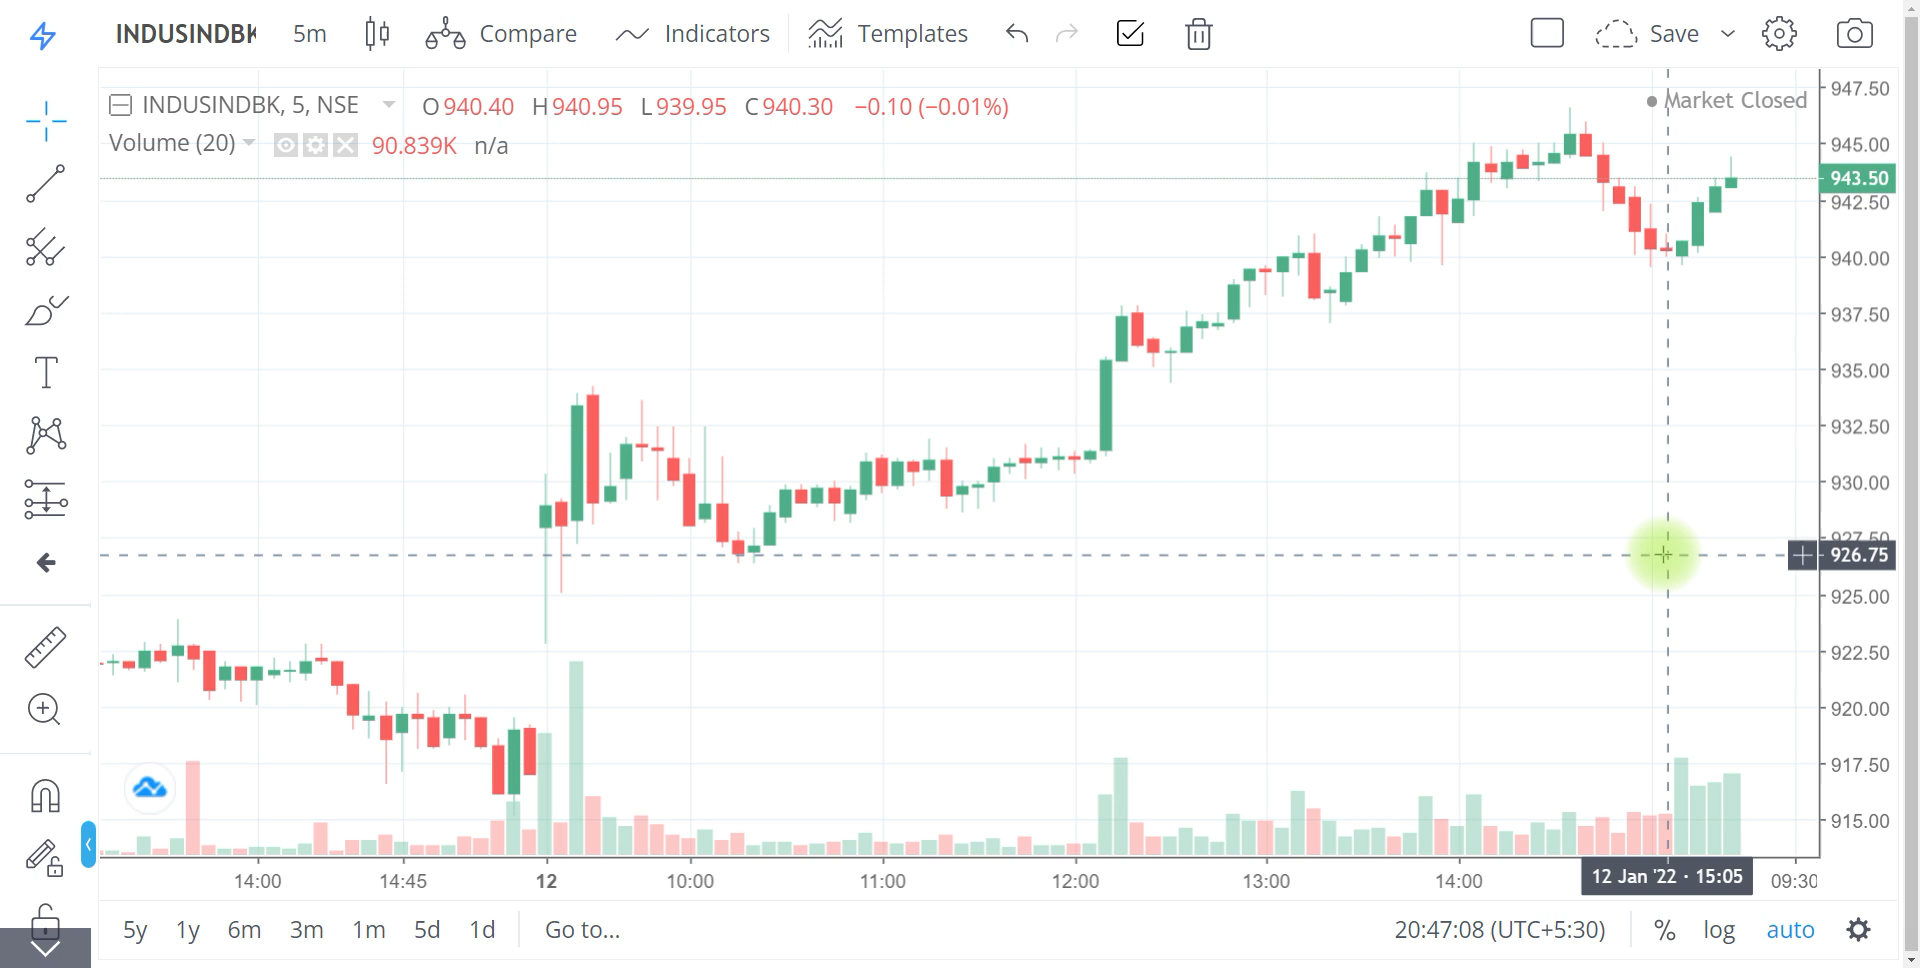 INDUSINDBK 5m Compare Indicators Templates Save
INDUSINDBK, 5, NSE O 940.40 H 940.95 L 939.95 C 940.30 −0.10 (−0.01%)
Market Closed
Volume (20) 90.839K n/a
947.50
945.00
943.50
942.50
940.00
937.50
935.00
932.50
930.00
927.50
926.75
925.00
922.50
920.00
917.50
915.00
14:00 14:45 12 10:00 11:00 12:00 13:00 14:00 12 Jan '22 · 15:05 09:30
5y 1y 6m 3m 1m 5d 1d Go to... 20:47:08 (UTC+5:30) % log auto